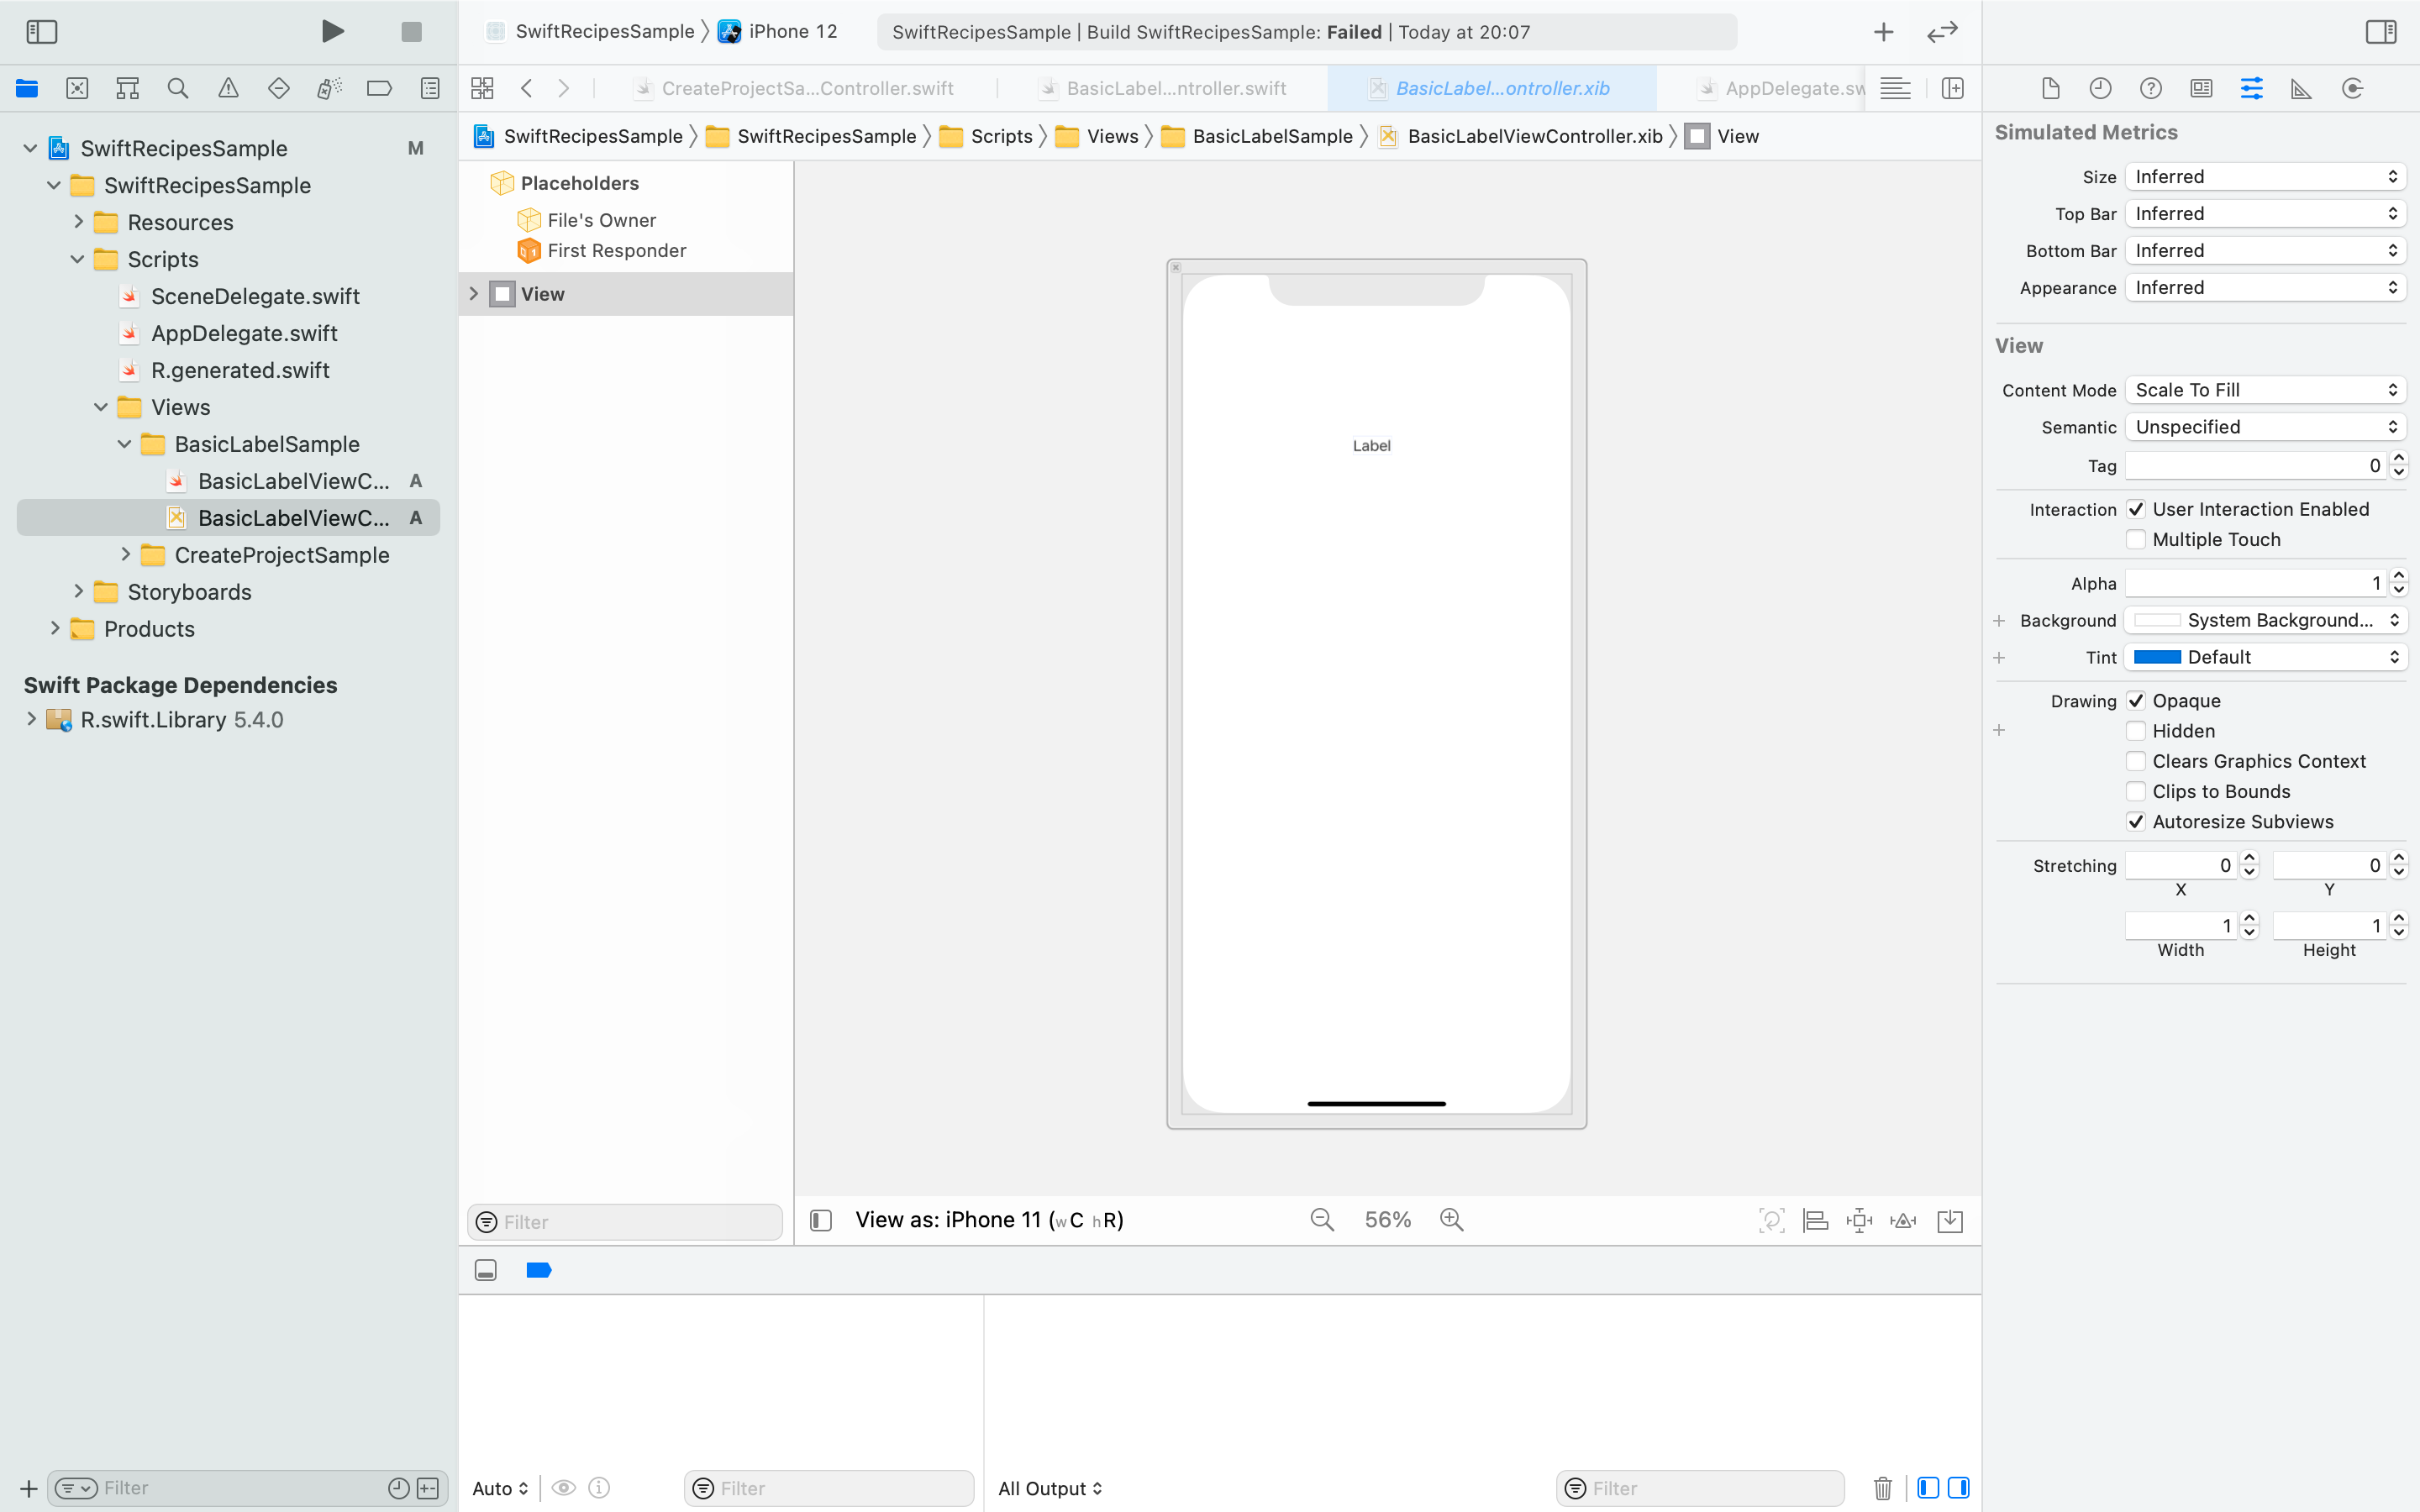 SwiftRecipesSample 〉 iPhone 12
SwiftRecipesSample | Build SwiftRecipesSample: Failed | Today at 20:07
CreateProjectSa...Controller.swift
BasicLabel...ntroller.swift
BasicLabel...ontroller.xib
AppDelegate.sw
SwiftRecipesSample 〉 SwiftRecipesSample 〉 Scripts 〉 Views 〉 BasicLabelSample 〉 BasicLabelViewController.xib 〉 View
SwiftRecipesSample M
SwiftRecipesSample
Resources
Scripts
SceneDelegate.swift
AppDelegate.swift
R.generated.swift
Views
BasicLabelSample
BasicLabelViewC... A
BasicLabelViewC... A
CreateProjectSample
Storyboards
Products
Swift Package Dependencies
R.swift.Library 5.4.0
Filter
Placeholders
File's Owner
First Responder
View
Filter
Label
View as: iPhone 11 (wC hR)
56%
Auto
Filter
All Output
Filter
Simulated Metrics
Size Inferred
Top Bar Inferred
Bottom Bar Inferred
Appearance Inferred
View
Content Mode Scale To Fill
Semantic Unspecified
Tag 0
Interaction User Interaction Enabled
Multiple Touch
Alpha 1
+ Background System Background...
+ Tint Default
Drawing Opaque
+ Hidden
Clears Graphics Context
Clips to Bounds
Autoresize Subviews
Stretching 0 0
X Y
1 1
Width Height